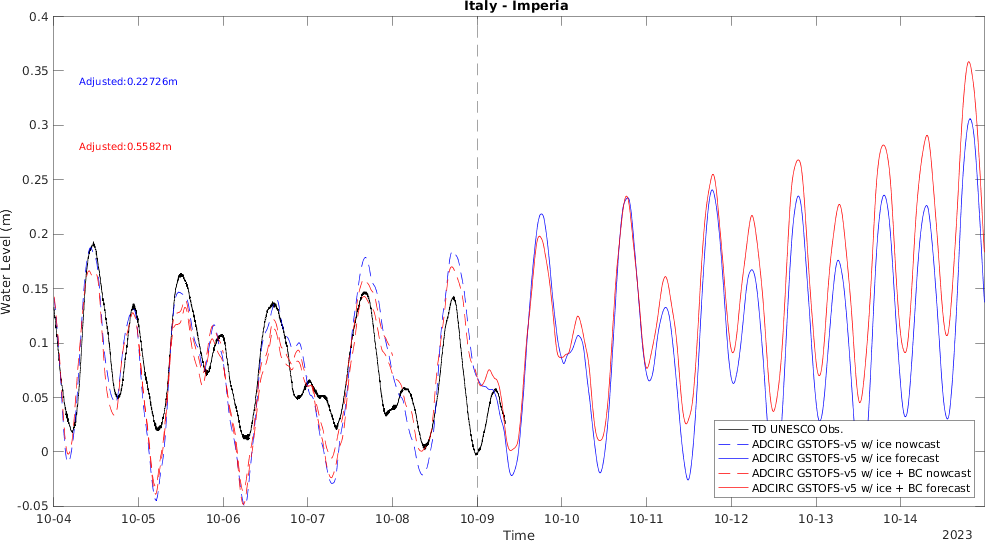 Italy - Imperia
0.4
0.35
0.3
0.25
0.2
0.15
0.1
0.05
0
-0.05
Water Level (m)
Adjusted:0.22726m
Adjusted:0.5582m
TD UNESCO Obs.
ADCIRC GSTOFS-v5 w/ ice nowcast
ADCIRC GSTOFS-v5 w/ ice forecast
ADCIRC GSTOFS-v5 w/ ice + BC nowcast
ADCIRC GSTOFS-v5 w/ ice + BC forecast
10-04 10-05 10-06 10-07 10-08 10-09 10-10 10-11 10-12 10-13 10-14
Time
2023